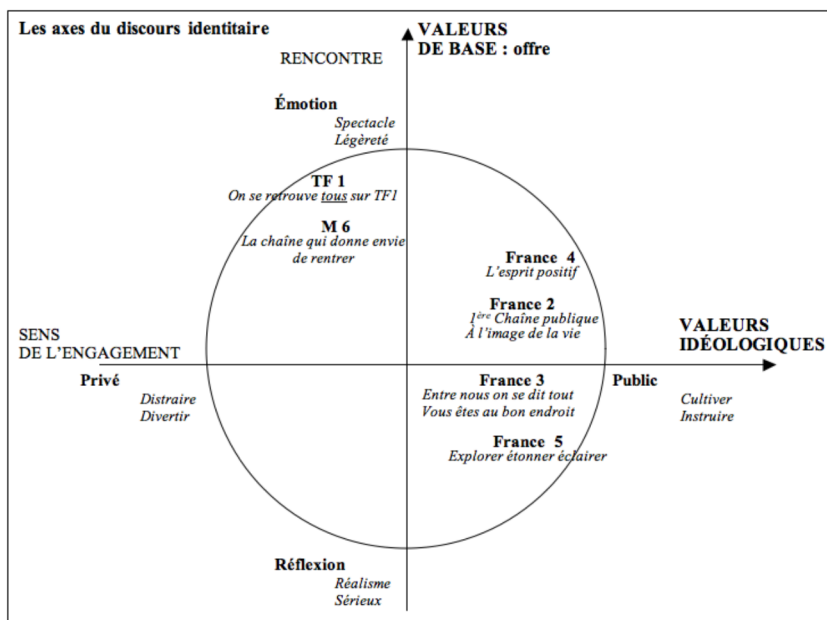 Les axes du discours identitaire
VALEURS
DE BASE : offre
RENCONTRE
Émotion
Spectacle
Légèreté
TF 1
On se retrouve tous sur TF1
M 6
La chaîne qui donne envie
de rentrer
France 4
L'esprit positif
France 2
1ère Chaîne publique
À l'image de la vie
SENS
DE L'ENGAGEMENT
VALEURS
IDÉOLOGIQUES
Privé
Distraire
Divertir
France 3
Entre nous on se dit tout
Vous êtes au bon endroit
Public
Cultiver
Instruire
France 5
Explorer étonner éclairer
Réflexion
Réalisme
Sérieux